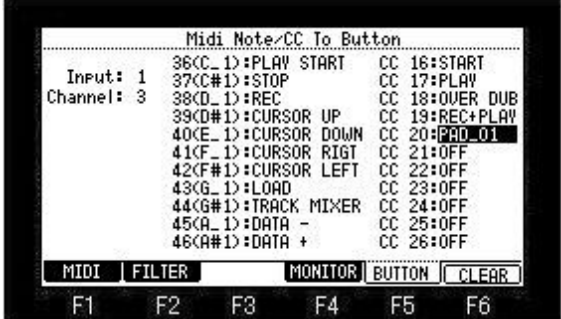 Midi Note/CC To Button
36(C_1):PLAY START CC 16:START
Input: 1 37(C#1):STOP CC 17:PLAY
Channel: 3 38(D_1):REC CC 18:OVER DUB
39(D#1):CURSOR UP CC 19:REC+PLAY
40(E_1):CURSOR DOWN CC 20:PAD_01
41(F_1):CURSOR RIGT CC 21:OFF
42(F#1):CURSOR LEFT CC 22:OFF
43(G_1):LOAD CC 23:OFF
44(G#1):TRACK MIXER CC 24:OFF
45(A_1):DATA - CC 25:OFF
46(A#1):DATA + CC 26:OFF
MIDI FILTER MONITOR BUTTON CLEAR
F1 F2 F3 F4 F5 F6